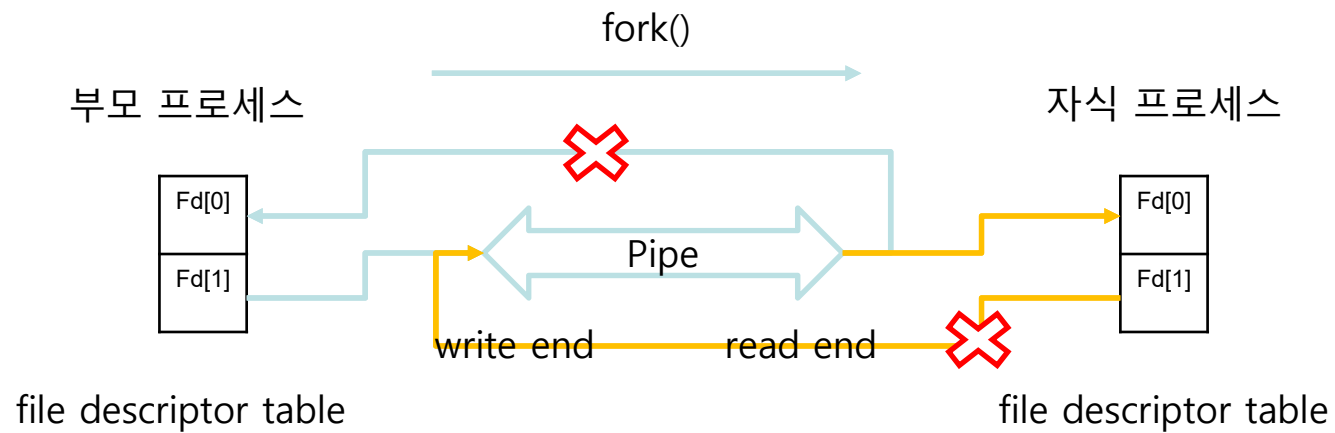 fork()
부모 프로세스
자식 프로세스
Fd[0]
Fd[1]
Pipe
Fd[0]
Fd[1]
write end
read end
file descriptor table
file descriptor table